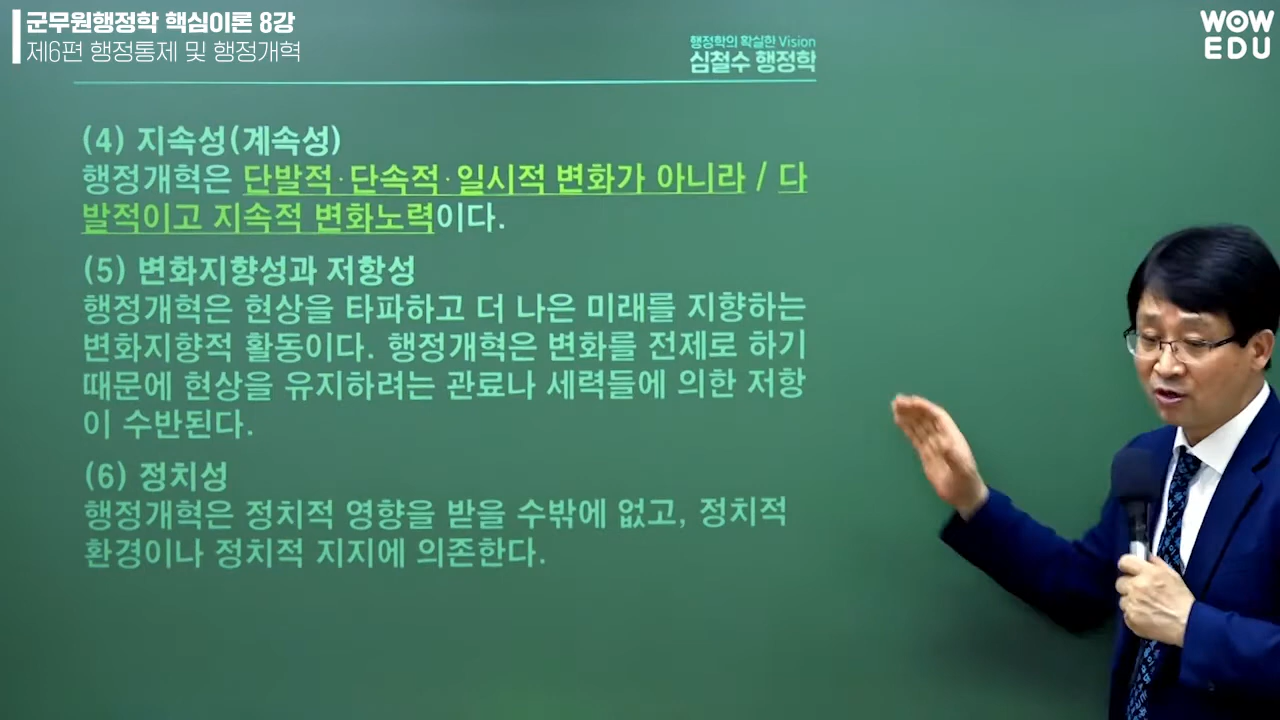 군무원행정학 핵심이론 8강
제6편 행정통제 및 행정개혁
WOW
EDU
행정학의 확실한 Vision
심철수 행정학
(4) 지속성(계속성)
행정개혁은 단발적·단속적·일시적 변화가 아니라 / 다
발적이고 지속적 변화노력이다.
(5) 변화지향성과 저항성
행정개혁은 현상을 타파하고 더 나은 미래를 지향하는
변화지향적 활동이다. 행정개혁은 변화를 전제로 하기
때문에 현상을 유지하려는 관료나 세력들에 의한 저항
이 수반된다.
(6) 정치성
행정개혁은 정치적 영향을 받을 수밖에 없고, 정치적
환경이나 정치적 지지에 의존한다.